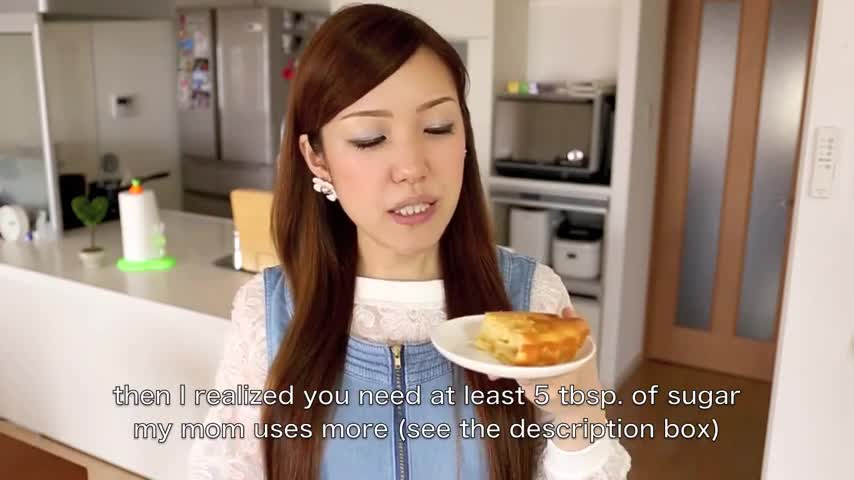 then I realized you need at least 5 tbsp. of sugar
my mom uses more (see the description box)